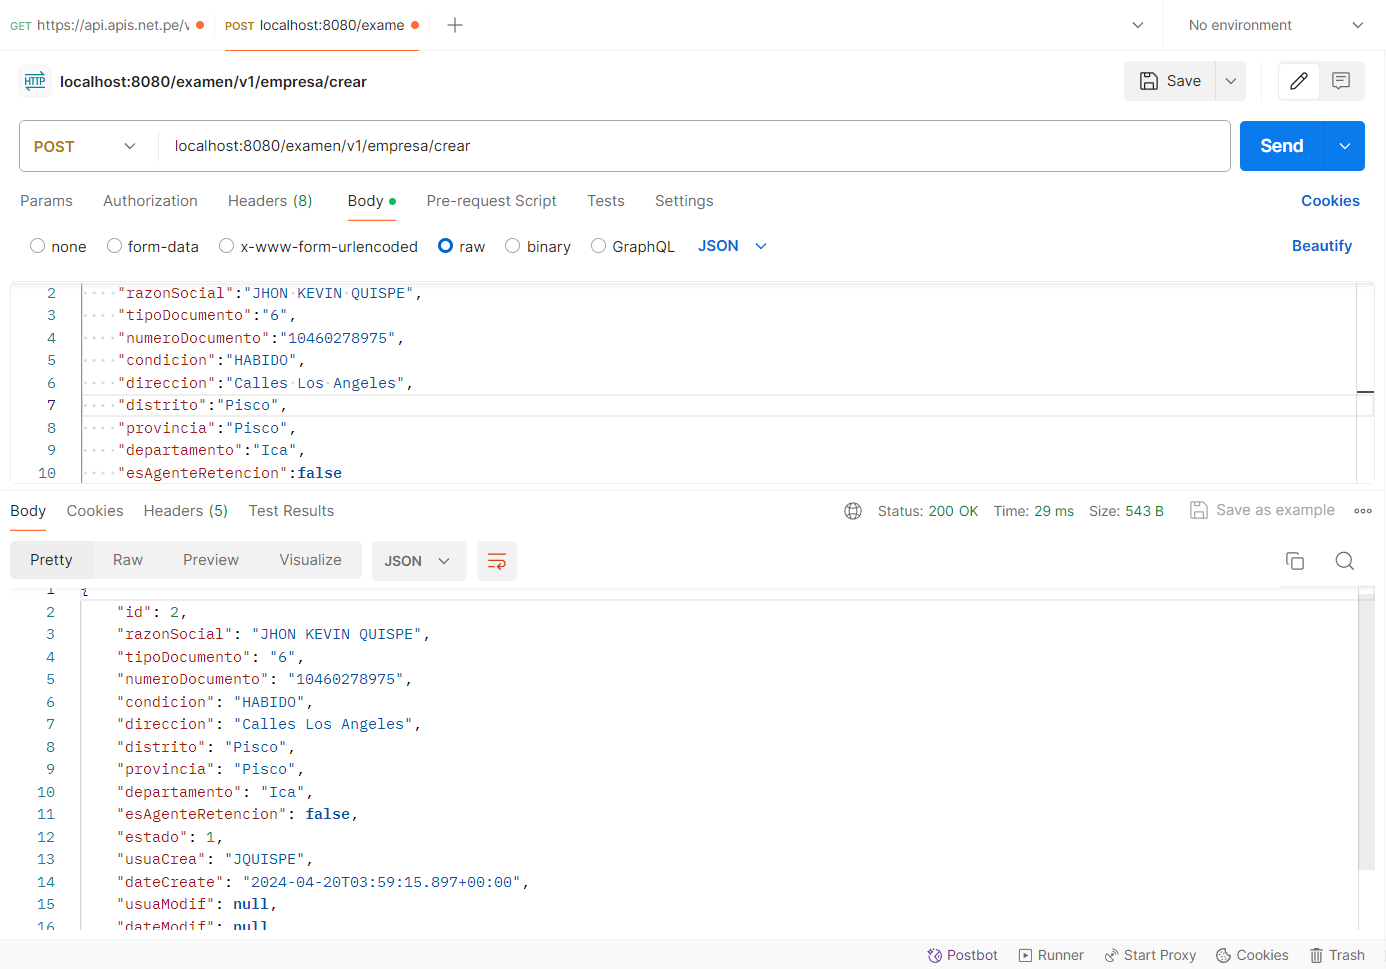 GET https://api.apis.net.pe/v
POST localhost:8080/exame
No environment
HTTP localhost:8080/examen/v1/empresa/crear
Save
POST localhost:8080/examen/v1/empresa/crear Send
Params Authorization Headers (8) Body Pre-request Script Tests Settings Cookies
none form-data x-www-form-urlencoded raw binary GraphQL JSON Beautify
2 "razonSocial":"JHON KEVIN QUISPE",
3 "tipoDocumento":"6",
4 "numeroDocumento":"10460278975",
5 "condicion":"HABIDO",
6 "direccion":"Calles Los Angeles",
7 "distrito":"Pisco",
8 "provincia":"Pisco",
9 "departamento":"Ica",
10 "esAgenteRetencion":false
Body Cookies Headers (5) Test Results Status: 200 OK Time: 29 ms Size: 543 B Save as example
Pretty Raw Preview Visualize JSON
1 {
2 "id": 2,
3 "razonSocial": "JHON KEVIN QUISPE",
4 "tipoDocumento": "6",
5 "numeroDocumento": "10460278975",
6 "condicion": "HABIDO",
7 "direccion": "Calles Los Angeles",
8 "distrito": "Pisco",
9 "provincia": "Pisco",
10 "departamento": "Ica",
11 "esAgenteRetencion": false,
12 "estado": 1,
13 "usuaCrea": "JQUISPE",
14 "dateCreate": "2024-04-20T03:59:15.897+00:00",
15 "usuaModif": null,
16 "dateModif": null
Postbot Runner Start Proxy Cookies Trash